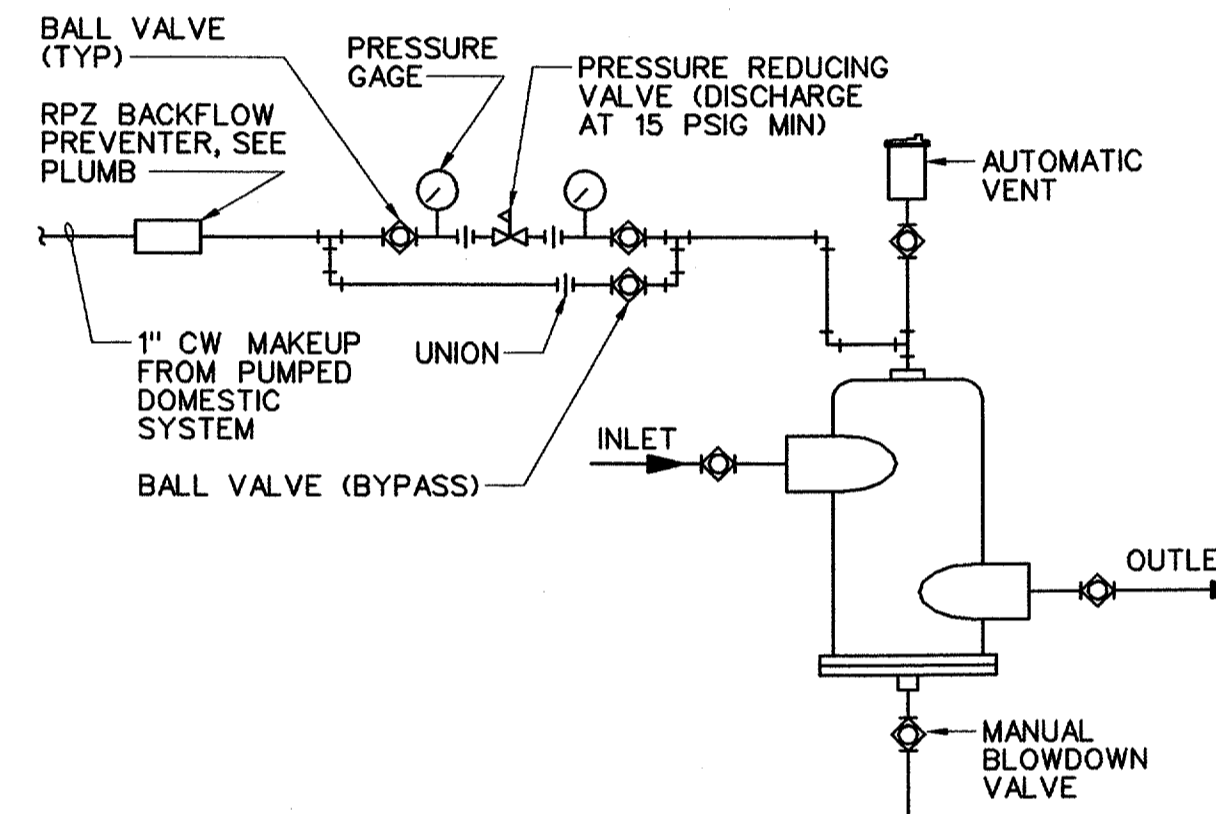 BALL VALVE
(TYP)
PRESSURE
GAGE
PRESSURE REDUCING
VALVE (DISCHARGE
AT 15 PSIG MIN)
RPZ BACKFLOW
PREVENTER, SEE
PLUMB
AUTOMATIC
VENT
1" CW MAKEUP
FROM PUMPED
DOMESTIC
SYSTEM
UNION
BALL VALVE (BYPASS)
INLET
OUTLE
MANUAL
BLOWDOWN
VALVE